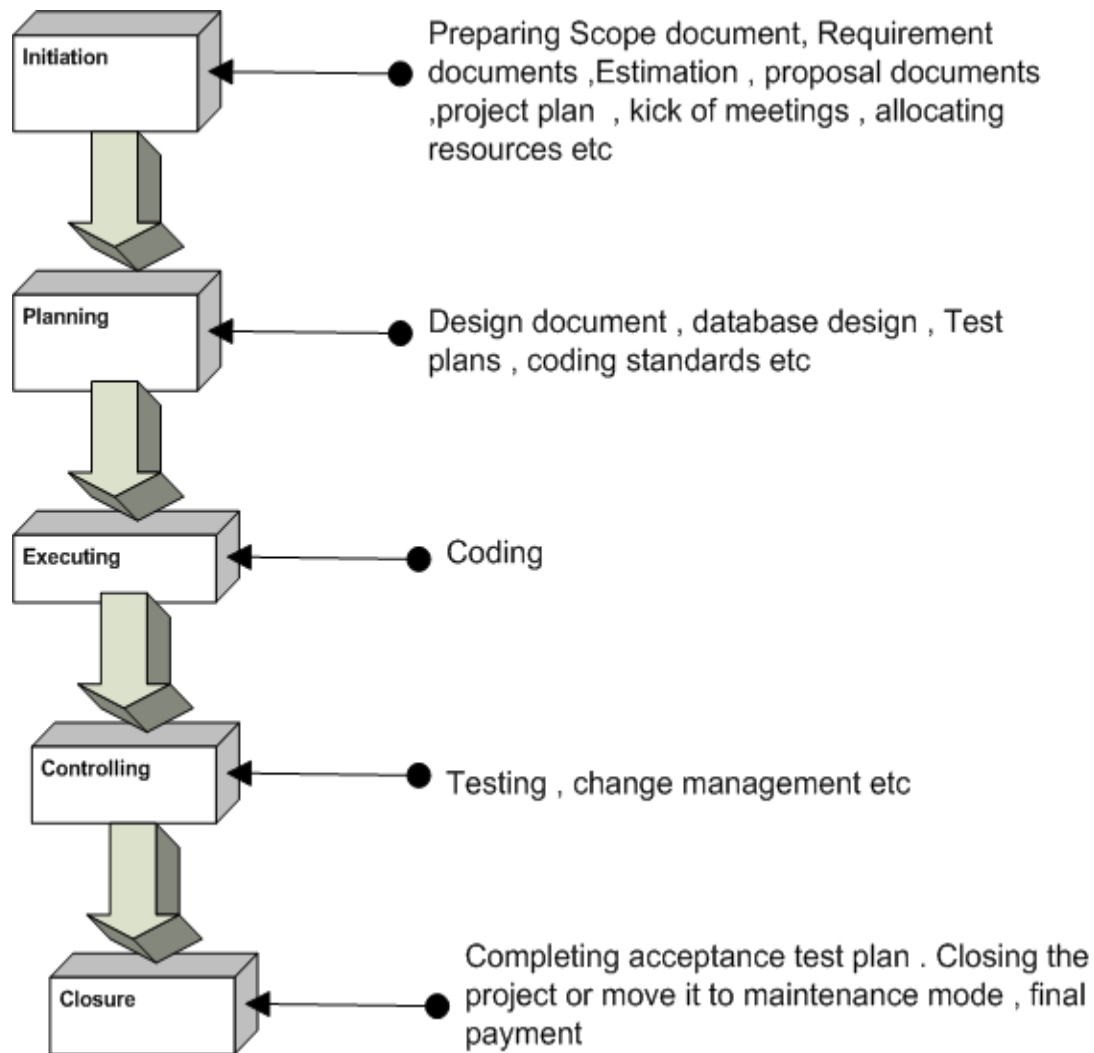 Initiation
Preparing Scope document, Requirement
documents ,Estimation , proposal documents
,project plan , kick of meetings , allocating
resources etc
Planning
Design document , database design , Test
plans , coding standards etc
Executing
Coding
Controlling
Testing , change management etc
Closure
Completing acceptance test plan . Closing the
project or move it to maintenance mode , final
payment